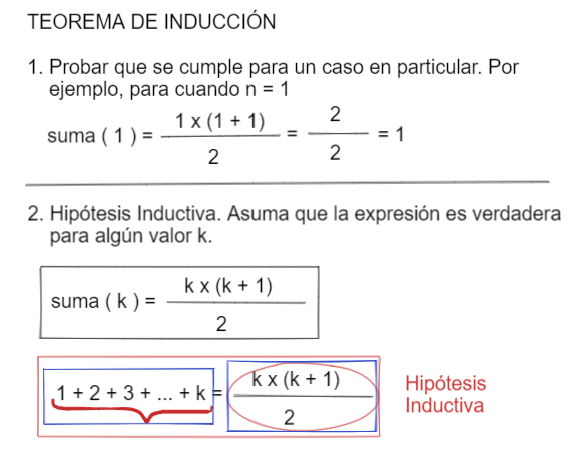 TEOREMA DE INDUCCIÓN
1. Probar que se cumple para un caso en particular. Por
ejemplo, para cuando n = 1
suma ( 1 ) = 1 x (1 + 1) / 2 = 2 / 2 = 1
2. Hipótesis Inductiva. Asuma que la expresión es verdadera
para algún valor k.
suma ( k ) = k x (k + 1) / 2
1 + 2 + 3 + ... + k = k x (k + 1) / 2
Hipótesis
Inductiva